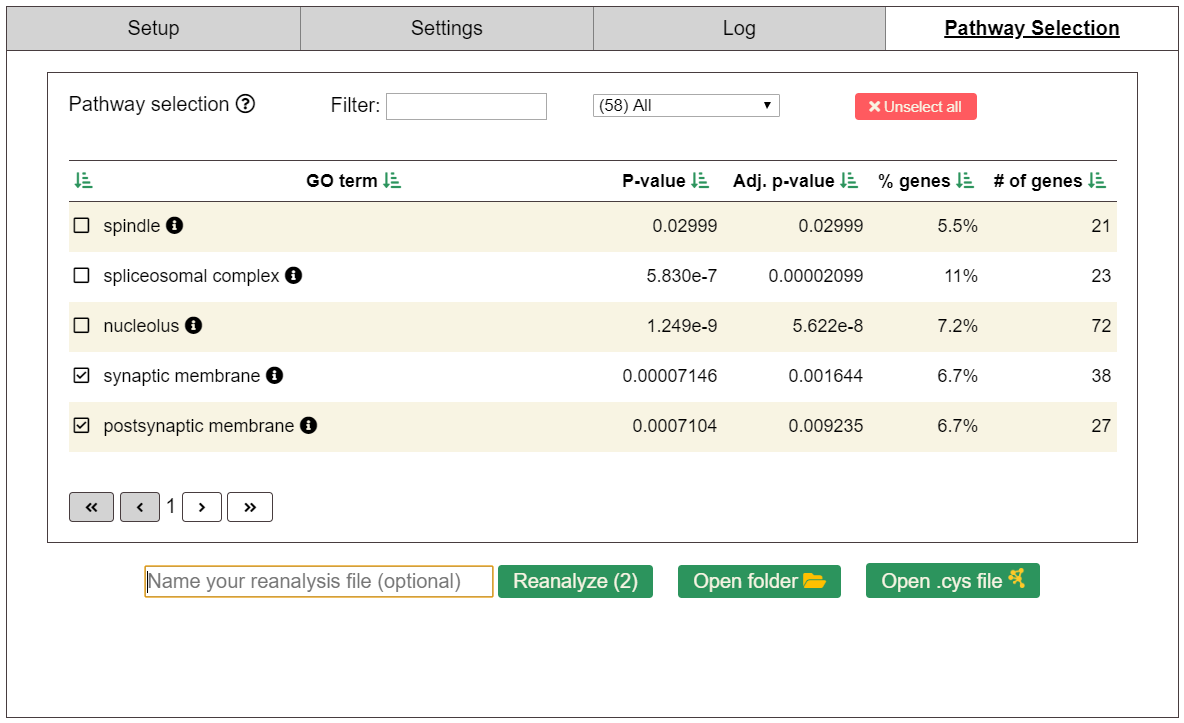 Setup Settings Log Pathway Selection
Pathway selection ? Filter: (58) All ▼ × Unselect all
GO term P-value Adj. p-value % genes # of genes
spindle i 0.02999 0.02999 5.5% 21
spliceosomal complex i 5.830e-7 0.00002099 11% 23
nucleolus i 1.249e-9 5.622e-8 7.2% 72
synaptic membrane i 0.00007146 0.001644 6.7% 38
postsynaptic membrane i 0.0007104 0.009235 6.7% 27
« ‹ 1 › »
Name your reanalysis file (optional) Reanalyze (2) Open folder Open .cys file